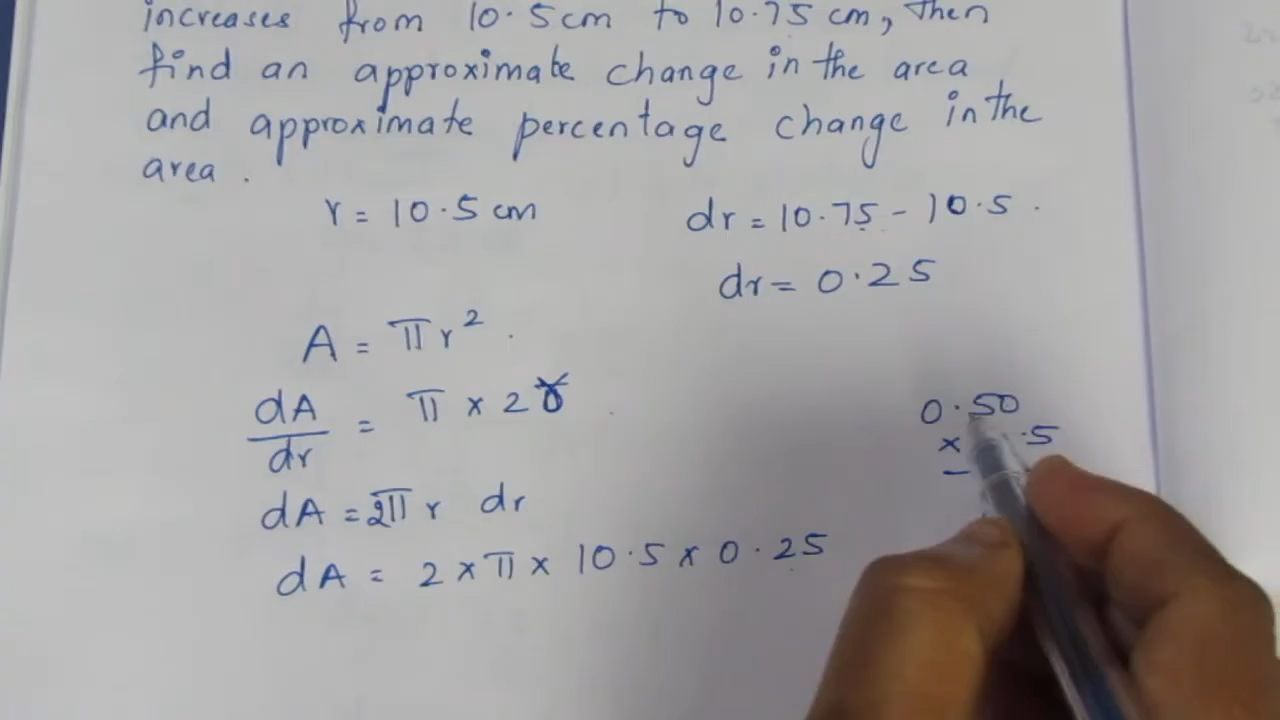 increases from 10.5cm to 10.75 cm, then
find an approximate change in the area
and approximate percentage change in the
area.
r = 10.5 cm
dr = 10.75 - 10.5.
dr = 0.25
A = πr².
dA/dr = π × 2r
dA = 2π r dr
dA = 2 × π × 10.5 × 0.25
0.50
× .5